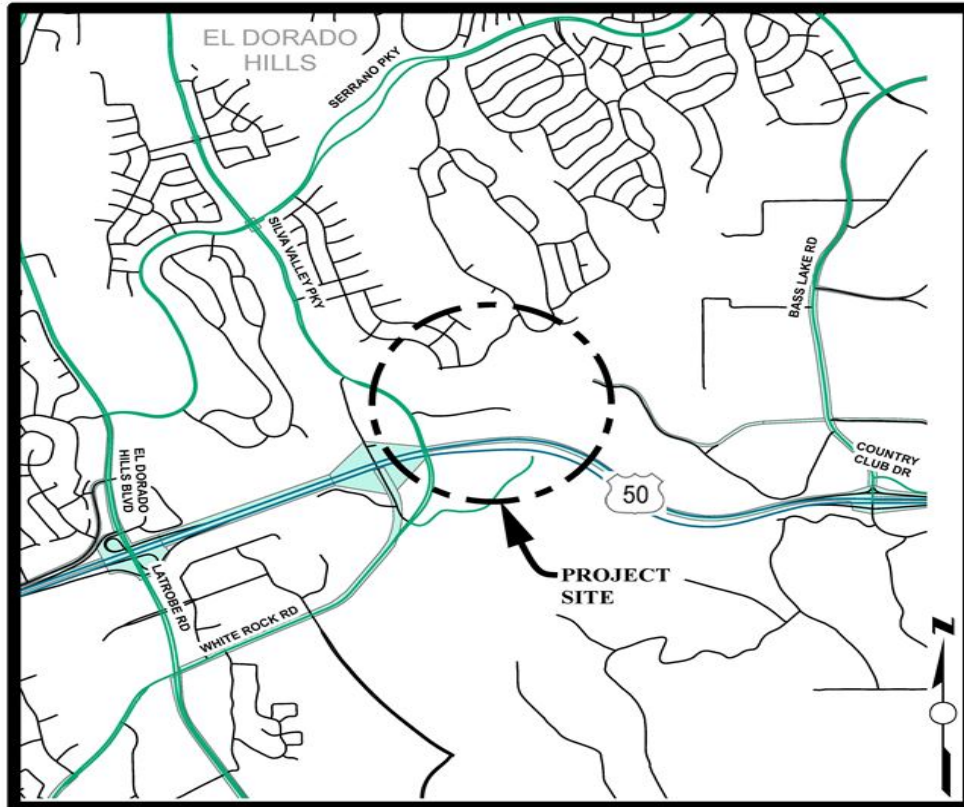 EL DORADO
HILLS
SERRANO PKY
SILVA VALLEY PKY
BASS LAKE RD
COUNTRY
CLUB DR
EL DORADO
HILLS BLVD
50
LATROBE RD
PROJECT
SITE
WHITE ROCK RD
N